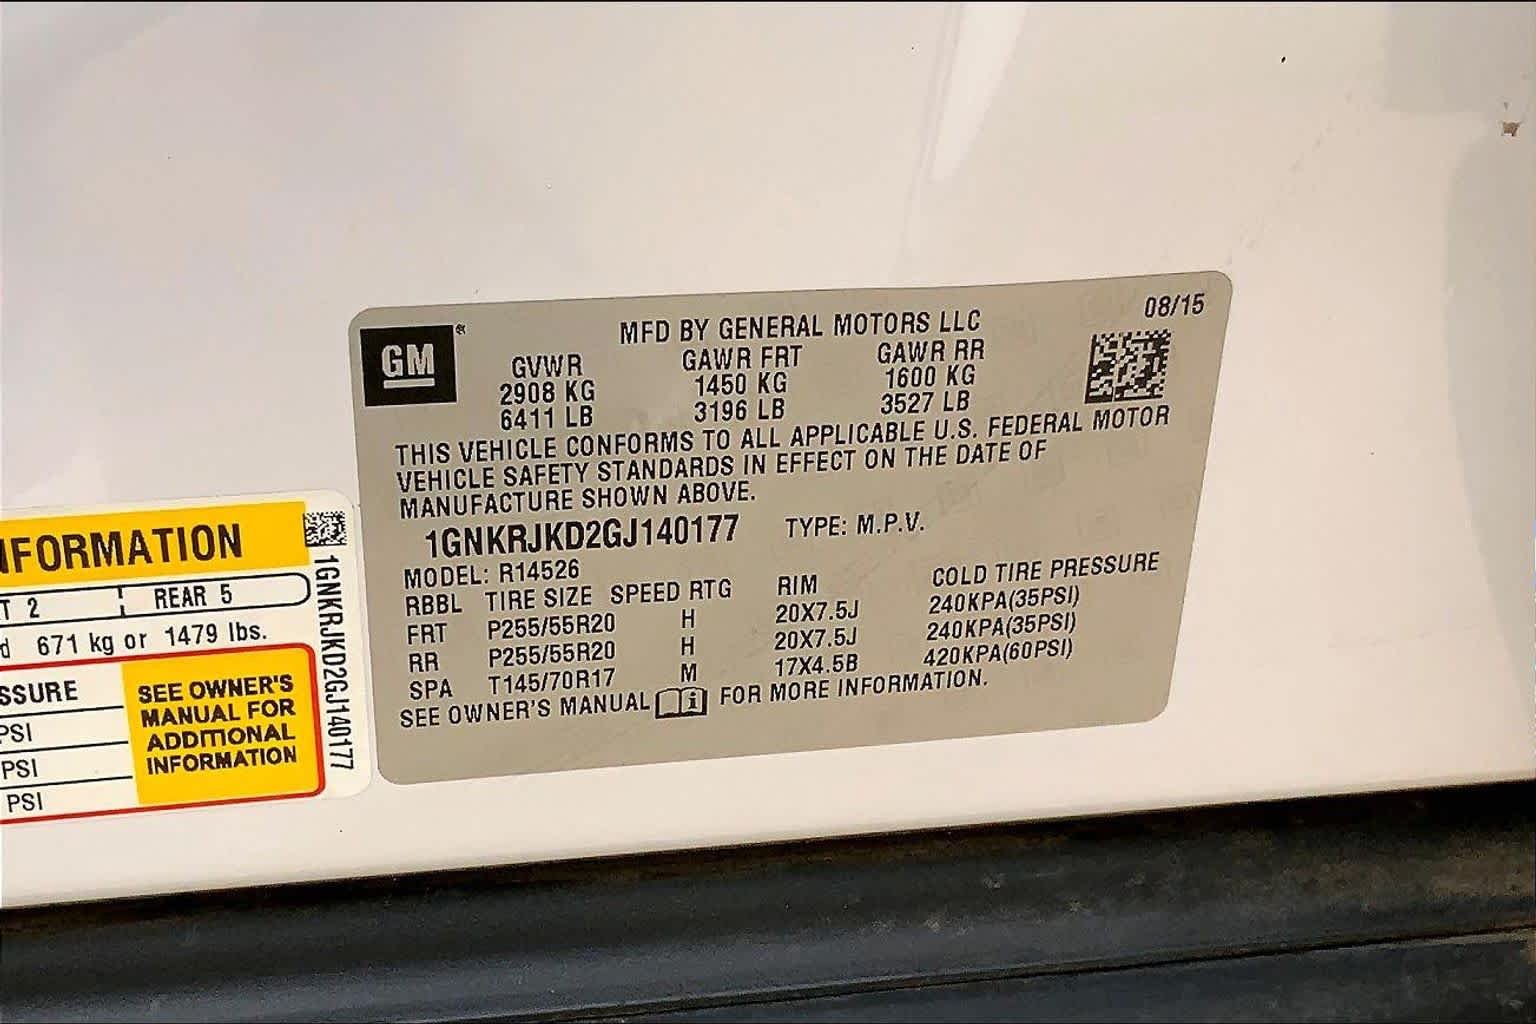 GM
®
MFD BY GENERAL MOTORS LLC
08/15
GVWR GAWR FRT GAWR RR
2908 KG 1450 KG 1600 KG
6411 LB 3196 LB 3527 LB
THIS VEHICLE CONFORMS TO ALL APPLICABLE U.S. FEDERAL MOTOR
VEHICLE SAFETY STANDARDS IN EFFECT ON THE DATE OF
MANUFACTURE SHOWN ABOVE.
1GNKRJKD2GJ140177 TYPE: M.P.V.
MODEL: R14526
RBBL TIRE SIZE SPEED RTG RIM COLD TIRE PRESSURE
FRT P255/55R20 H 20X7.5J 240KPA(35PSI)
RR P255/55R20 H 20X7.5J 240KPA(35PSI)
SPA T145/70R17 M 17X4.5B 420KPA(60PSI)
SEE OWNER'S MANUAL i FOR MORE INFORMATION.
NFORMATION
T 2 REAR 5
d 671 kg or 1479 lbs.
SSURE
PSI
PSI
PSI
SEE OWNER'S
MANUAL FOR
ADDITIONAL
INFORMATION
1GNKRJKD2GJ140177